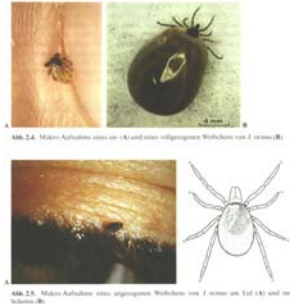 4 mm
A
B
Abb. 2.4. Makro-Aufnahme eines un- (A) und eines vollgesogenen Weibchens von I. ricinus (B).
A
Abb. 2.5. Makro-Aufnahme eines angesogenen Weibchens von I. ricinus am Lid (A) und im
Schema (B).